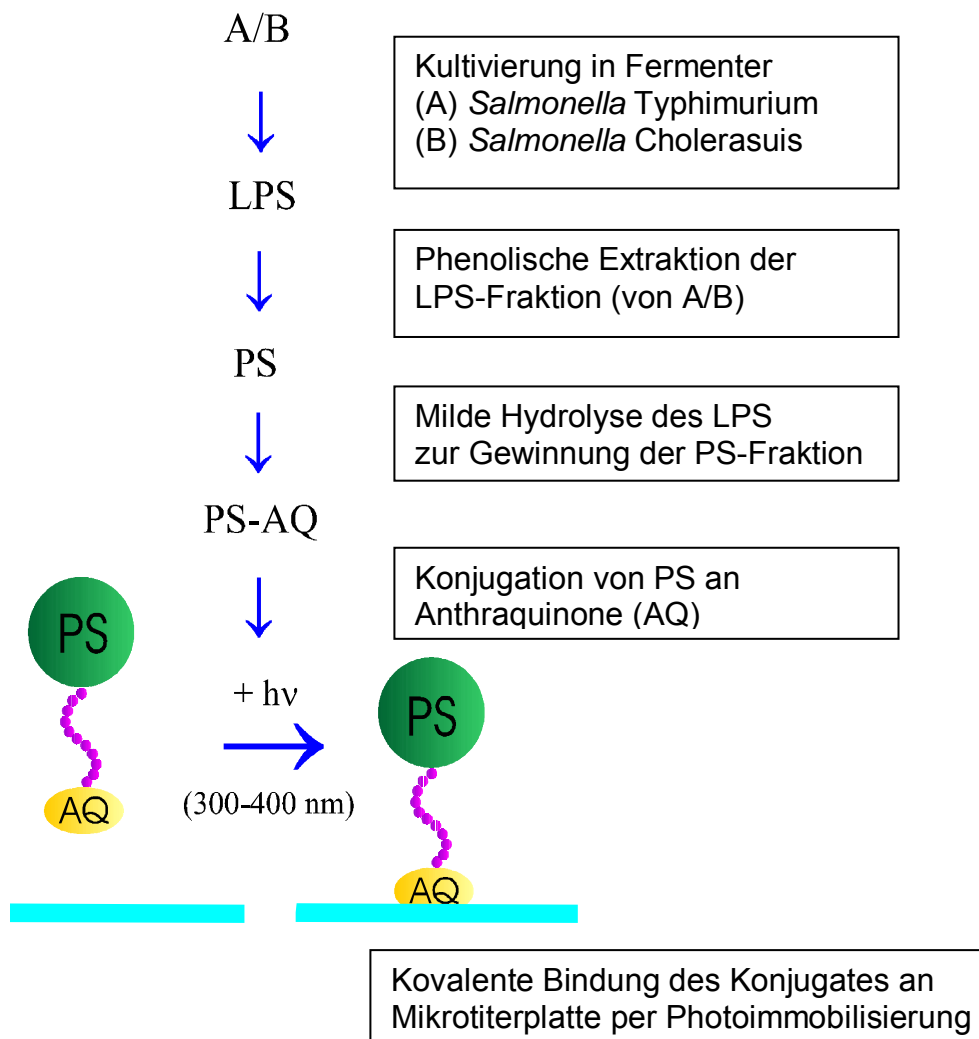 A/B
Kultivierung in Fermenter
(A) Salmonella Typhimurium
(B) Salmonella Cholerasuis
LPS
Phenolische Extraktion der
LPS-Fraktion (von A/B)
PS
Milde Hydrolyse des LPS
zur Gewinnung der PS-Fraktion
PS-AQ
Konjugation von PS an
Anthraquinone (AQ)
PS
AQ
+ hν
(300-400 nm)
PS
AQ
Kovalente Bindung des Konjugates an
Mikrotiterplatte per Photoimmobilisierung